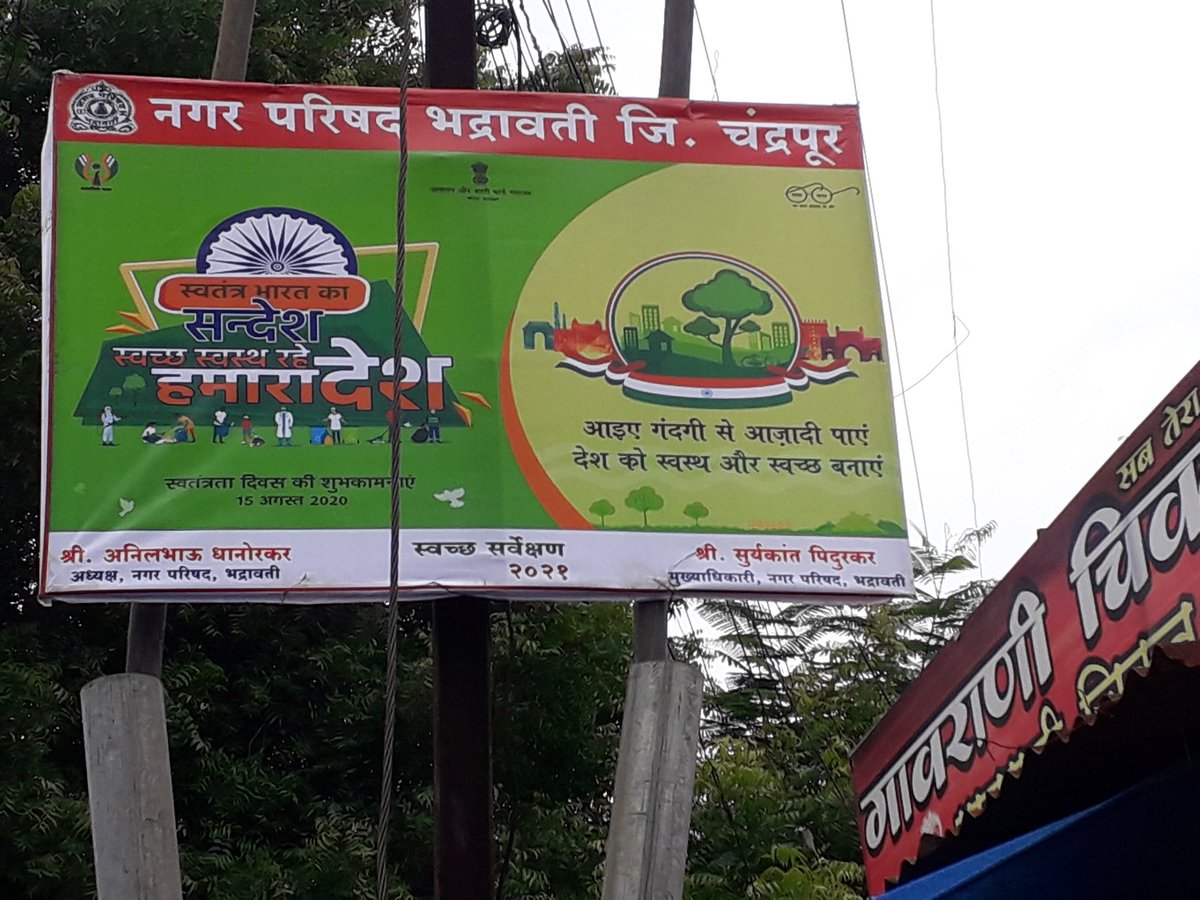 नगर परिषद भद्रावती जि. चंद्रपूर
स्वतंत्र भारत का
सन्देश
स्वच्छ स्वस्थ रहे
हमारा देश
स्वतंत्रता दिवस की शुभकामनाएं
15 अगस्त 2020
आइए गंदगी से आज़ादी पाएं
देश को स्वस्थ और स्वच्छ बनाएं
श्री. अनिलभाऊ धानोरकर
अध्यक्ष, नगर परिषद, भद्रावती
स्वच्छ सर्वेक्षण
२०२१
श्री. सुर्यकांत पिदुरकर
मुख्याधिकारी, नगर परिषद, भद्रावती
सब तेरा
गावराणी